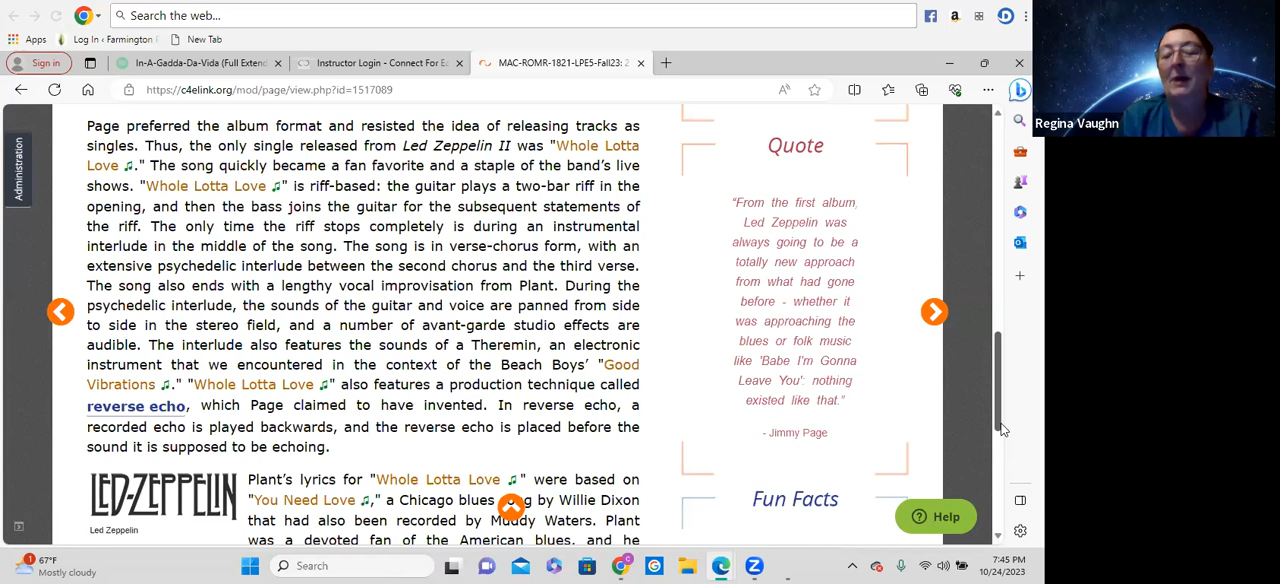 Search the web...
Apps
Log In ‹ Farmington
New Tab
Sign in
In-A-Gadda-Da-Vida (Full Extend
Instructor Login - Connect For Ed
MAC-ROMR-1821-LPE5-Fall23: 2
https://c4elink.org/mod/page/view.php?id=1517089
Regina Vaughn
Administration
Page preferred the album format and resisted the idea of releasing tracks as
singles. Thus, the only single released from Led Zeppelin II was "Whole Lotta
Love ♫." The song quickly became a fan favorite and a staple of the band's live
shows. "Whole Lotta Love ♫" is riff-based: the guitar plays a two-bar riff in the
opening, and then the bass joins the guitar for the subsequent statements of
the riff. The only time the riff stops completely is during an instrumental
interlude in the middle of the song. The song is in verse-chorus form, with an
extensive psychedelic interlude between the second chorus and the third verse.
The song also ends with a lengthy vocal improvisation from Plant. During the
psychedelic interlude, the sounds of the guitar and voice are panned from side
to side in the stereo field, and a number of avant-garde studio effects are
audible. The interlude also features the sounds of a Theremin, an electronic
instrument that we encountered in the context of the Beach Boys' "Good
Vibrations ♫." "Whole Lotta Love ♫" also features a production technique called
reverse echo, which Page claimed to have invented. In reverse echo, a
recorded echo is played backwards, and the reverse echo is placed before the
sound it is supposed to be echoing.
LED-ZEPPELIN
Led Zeppelin
Plant's lyrics for "Whole Lotta Love ♫" were based on
"You Need Love ♫," a Chicago blues song by Willie Dixon
that had also been recorded by Muddy Waters. Plant
was a devoted fan of the American blues, and he
Quote
"From the first album,
Led Zeppelin was
always going to be a
totally new approach
from what had gone
before - whether it
was approaching the
blues or folk music
like 'Babe I'm Gonna
Leave You': nothing
existed like that."
- Jimmy Page
Fun Facts
Help
67°F
Mostly cloudy
Search
7:45 PM
10/24/2023